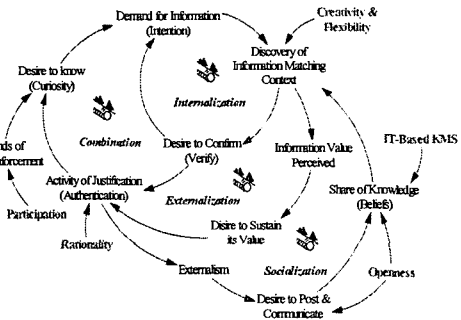 Demand for Information
(Intention)
Creativity &
Flexibility
Discovery of
Information Matching
Context
Desire to know
(Curiosity)
Internalization
Combination
Desire to Confirm
(Verify)
Information Value
Perceived
IT-Based KMS
nds of
nforcement
Activity of Justification
(Authentication)
Externalization
Share of Knowledge
(Beliefs)
Participation
Disire to Sustain
its Value
Rationality
Externalism
Socialization
Openness
Desire to Post &
Communicate